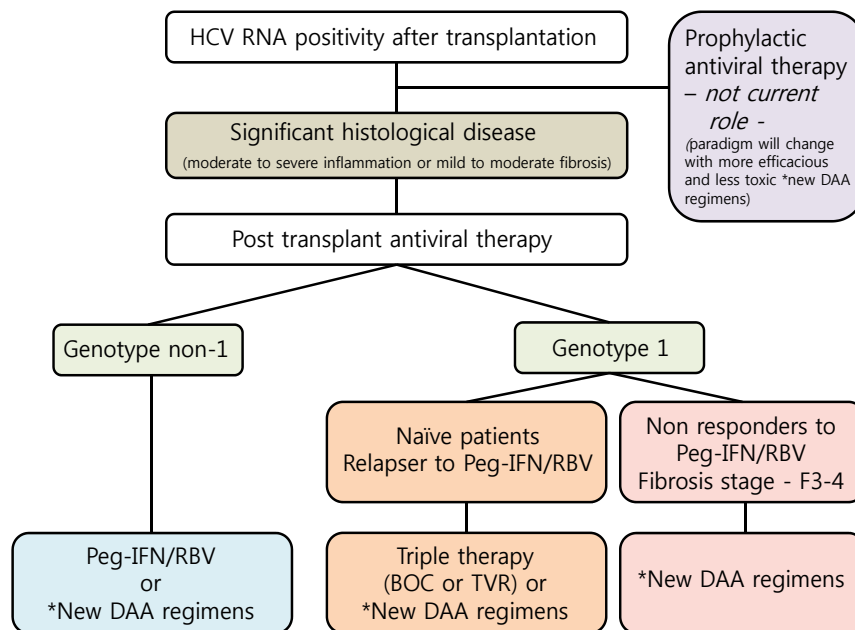 HCV RNA positivity after transplantation
Prophylactic
antiviral therapy
– not current
role -
(paradigm will change
with more efficacious
and less toxic *new DAA
regimens)
Significant histological disease
(moderate to severe inflammation or mild to moderate fibrosis)
Post transplant antiviral therapy
Genotype non-1
Genotype 1
Naïve patients
Relapser to Peg-IFN/RBV
Non responders to
Peg-IFN/RBV
Fibrosis stage - F3-4
Peg-IFN/RBV
or
*New DAA regimens
Triple therapy
(BOC or TVR) or
*New DAA regimens
*New DAA regimens